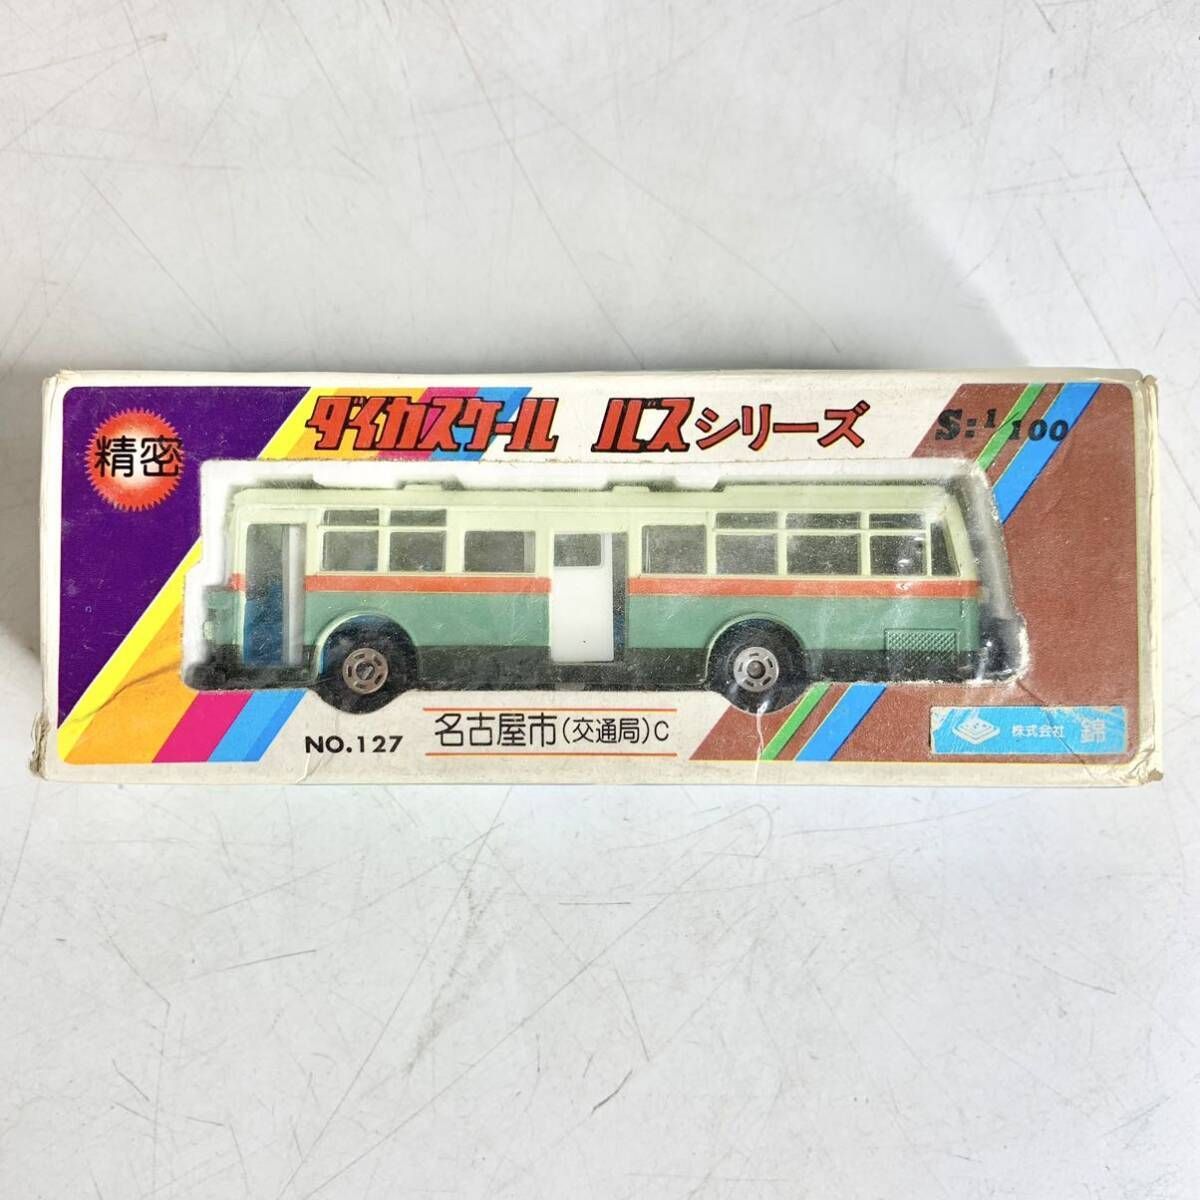 精密
ダイカスケール バスシリーズ
S:1/100
NO.127
名古屋市(交通局)C
株式会社 錦